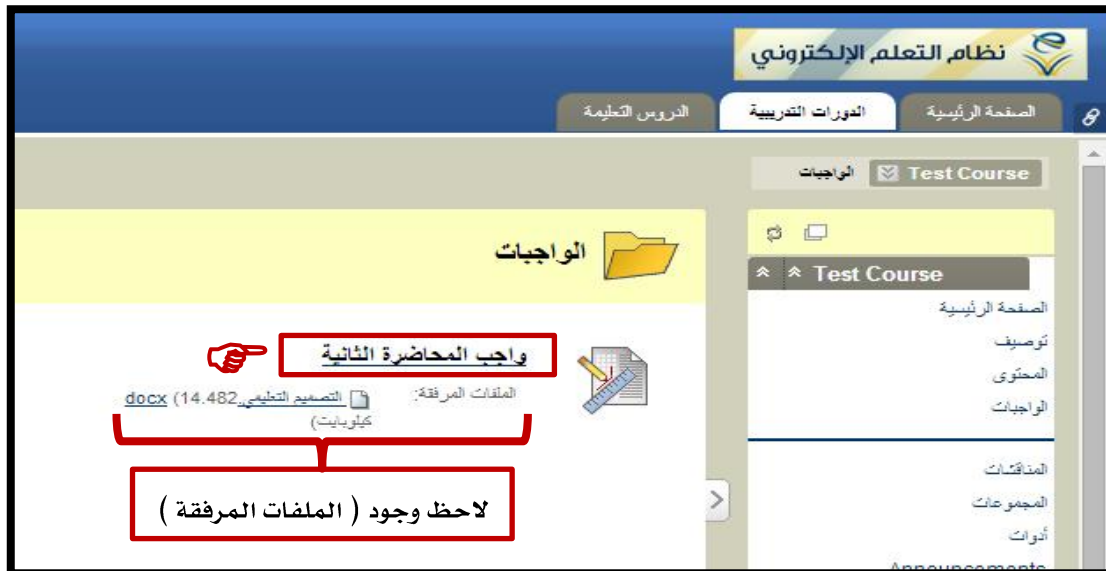 نظام التعلم الإلكتروني
الصفحة الرئيسية
الدورات التدريبية
الدروس التعليمة
Test Course
الواجبات
Test Course
الصفحة الرئيسية
توصيف
المحتوى
الواجبات
المناقشات
المجموعات
أدوات
Announcements
الواجبات
واجب المحاضرة الثانية
الملفات المرفقة:
التصميم التعليمي.docx (14.482
كيلوبايت)
لاحظ وجود ( الملفات المرفقة )